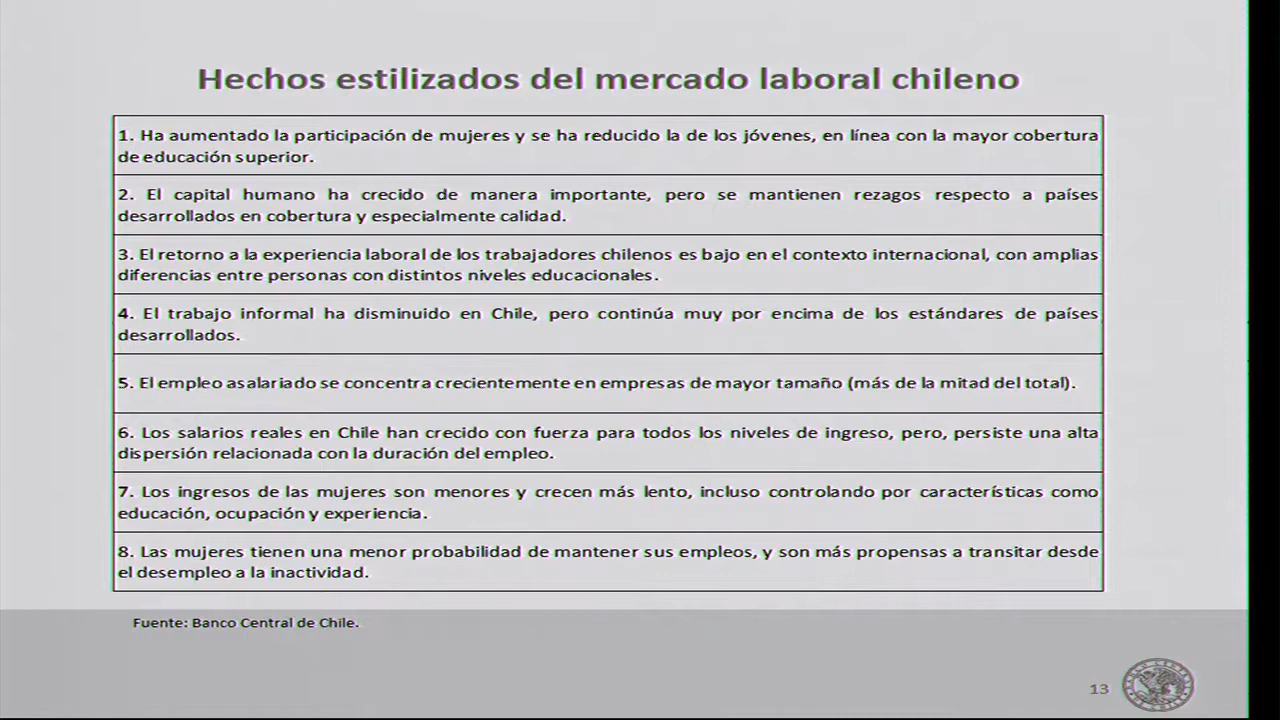 Hechos estilizados del mercado laboral chileno
1. Ha aumentado la participación de mujeres y se ha reducido la de los jóvenes, en línea con la mayor cobertura
de educación superior.
2. El capital humano ha crecido de manera importante, pero se mantienen rezagos respecto a países
desarrollados en cobertura y especialmente calidad.
3. El retorno a la experiencia laboral de los trabajadores chilenos es bajo en el contexto internacional, con amplias
diferencias entre personas con distintos niveles educacionales.
4. El trabajo informal ha disminuido en Chile, pero continúa muy por encima de los estándares de países
desarrollados.
5. El empleo asalariado se concentra crecientemente en empresas de mayor tamaño (más de la mitad del total).
6. Los salarios reales en Chile han crecido con fuerza para todos los niveles de ingreso, pero, persiste una alta
dispersión relacionada con la duración del empleo.
7. Los ingresos de las mujeres son menores y crecen más lento, incluso controlando por características como
educación, ocupación y experiencia.
8. Las mujeres tienen una menor probabilidad de mantener sus empleos, y son más propensas a transitar desde
el desempleo a la inactividad.
Fuente: Banco Central de Chile.
13